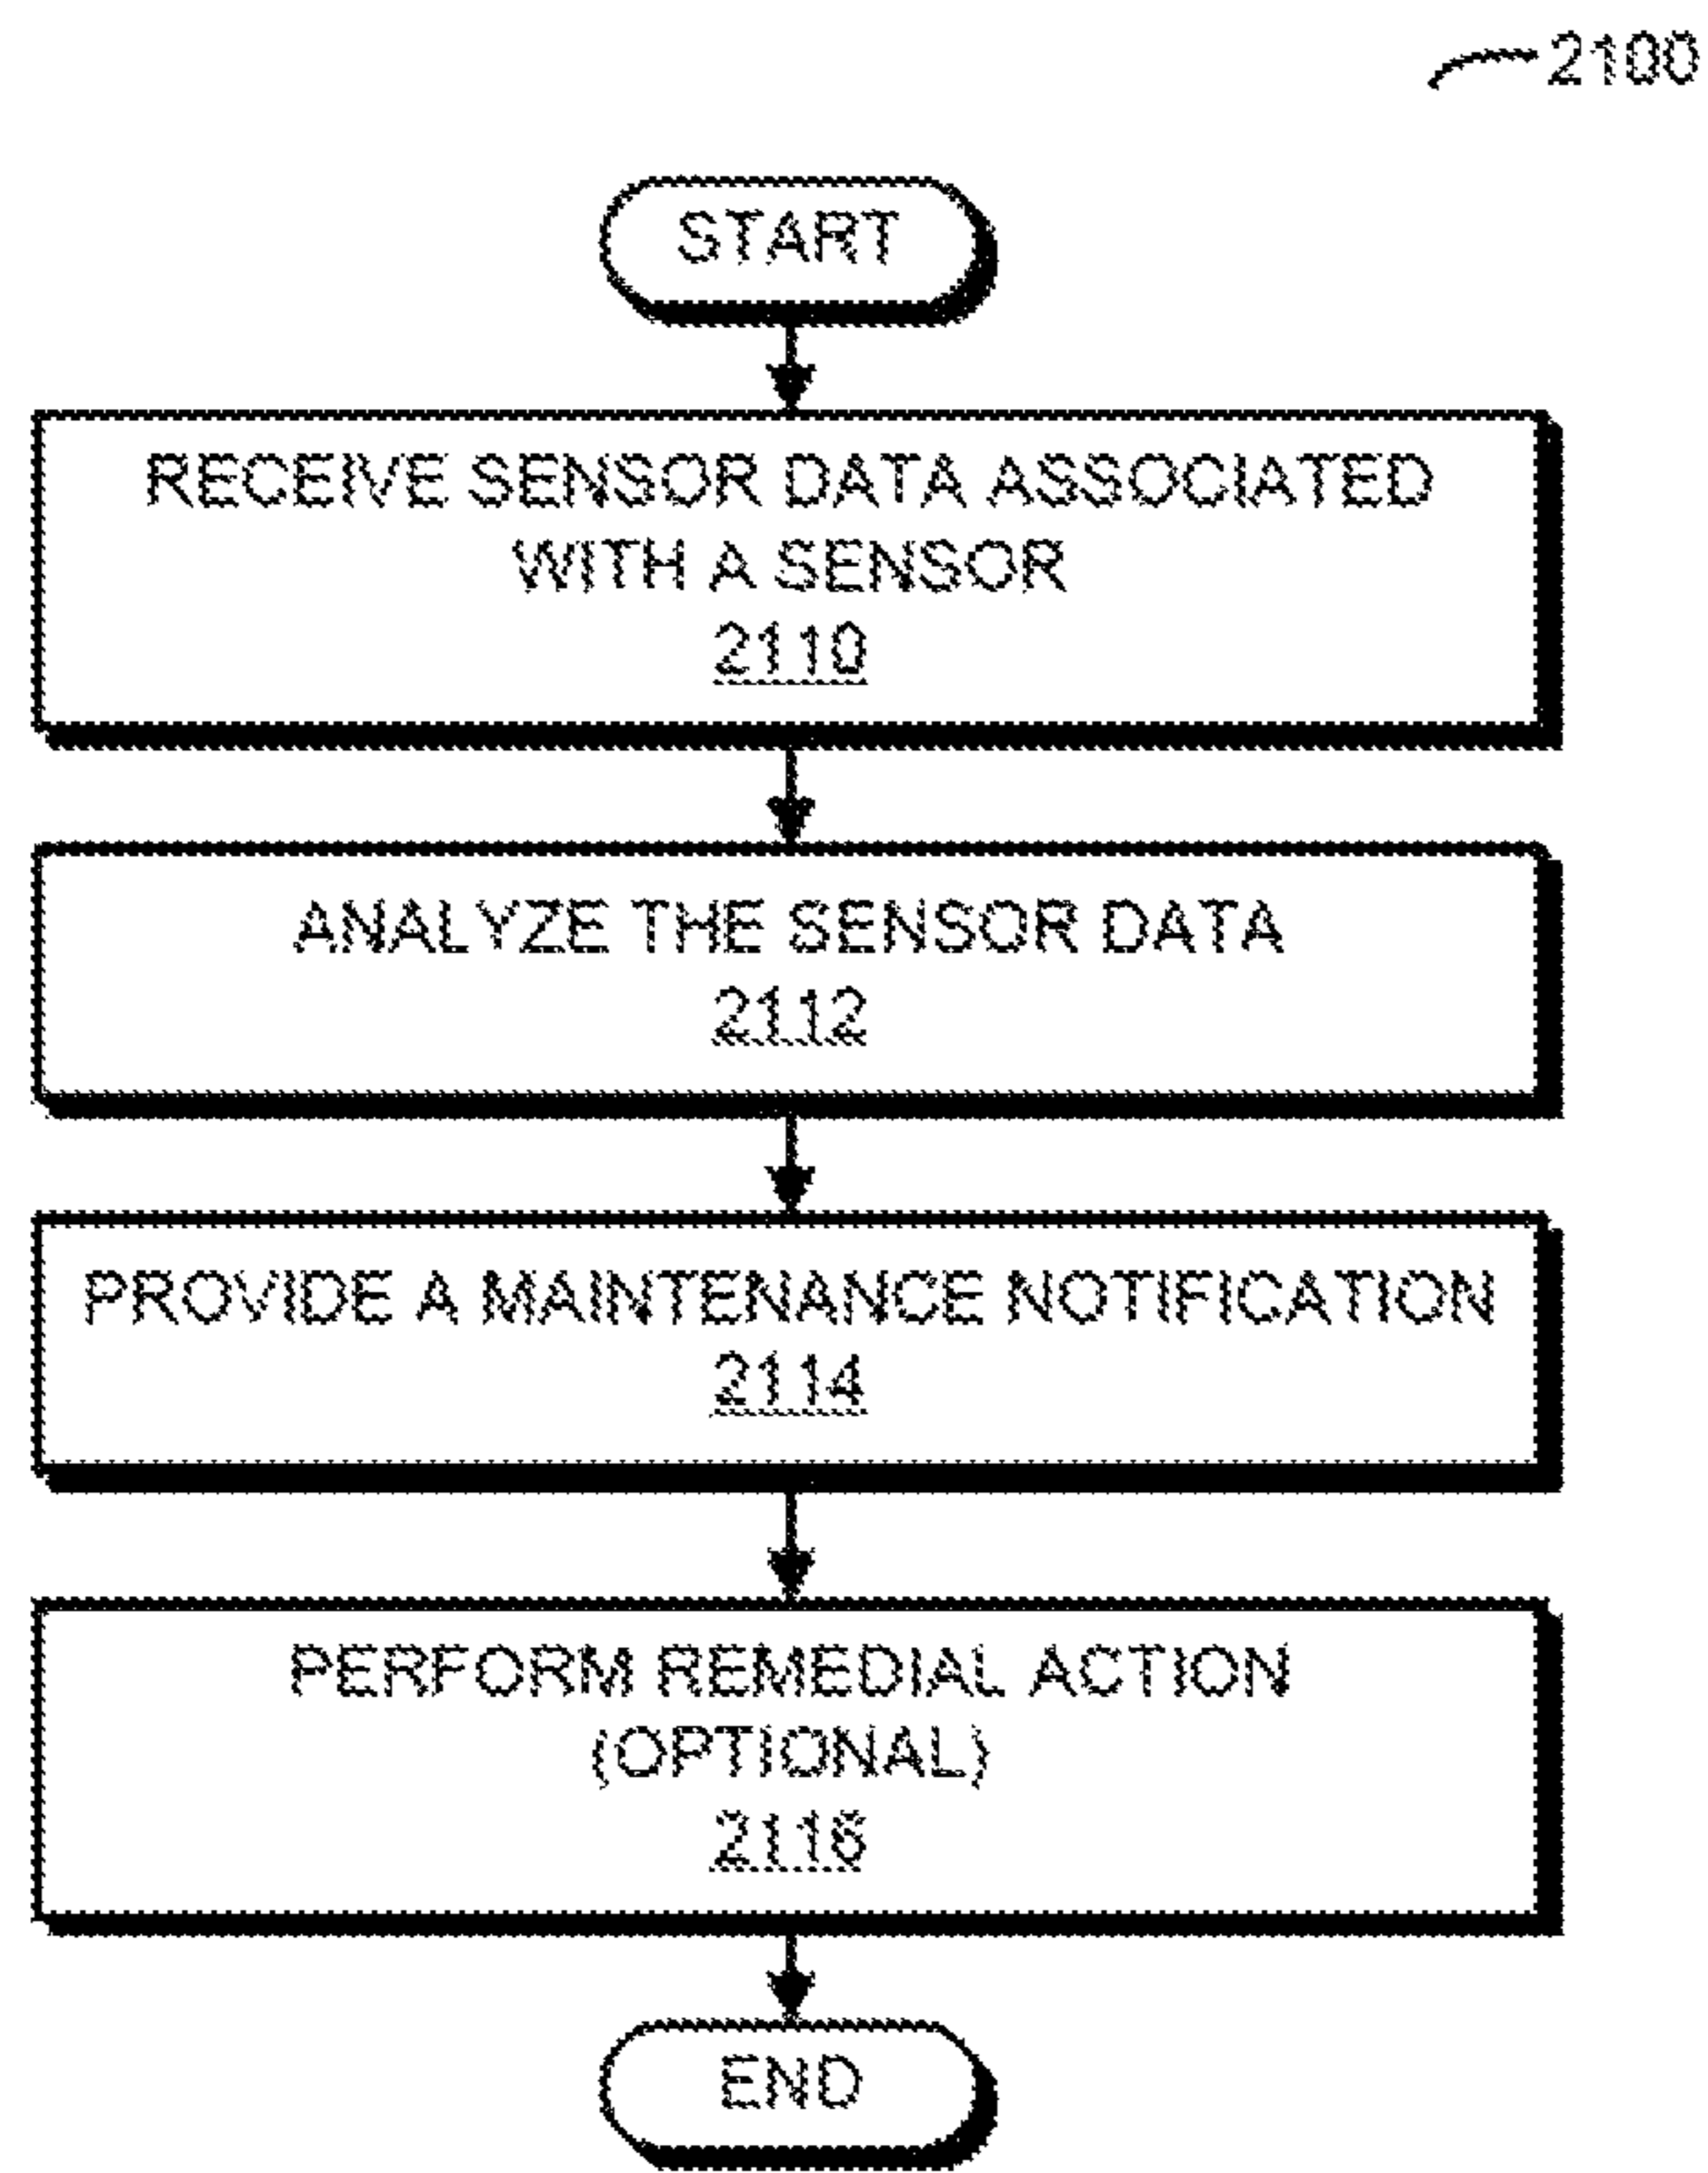 2100
START
RECEIVE SENSOR DATA ASSOCIATED
WITH A SENSOR
2110
ANALYZE THE SENSOR DATA
2112
PROVIDE A MAINTENANCE NOTIFICATION
2114
PERFORM REMEDIAL ACTION
(OPTIONAL)
2116
END